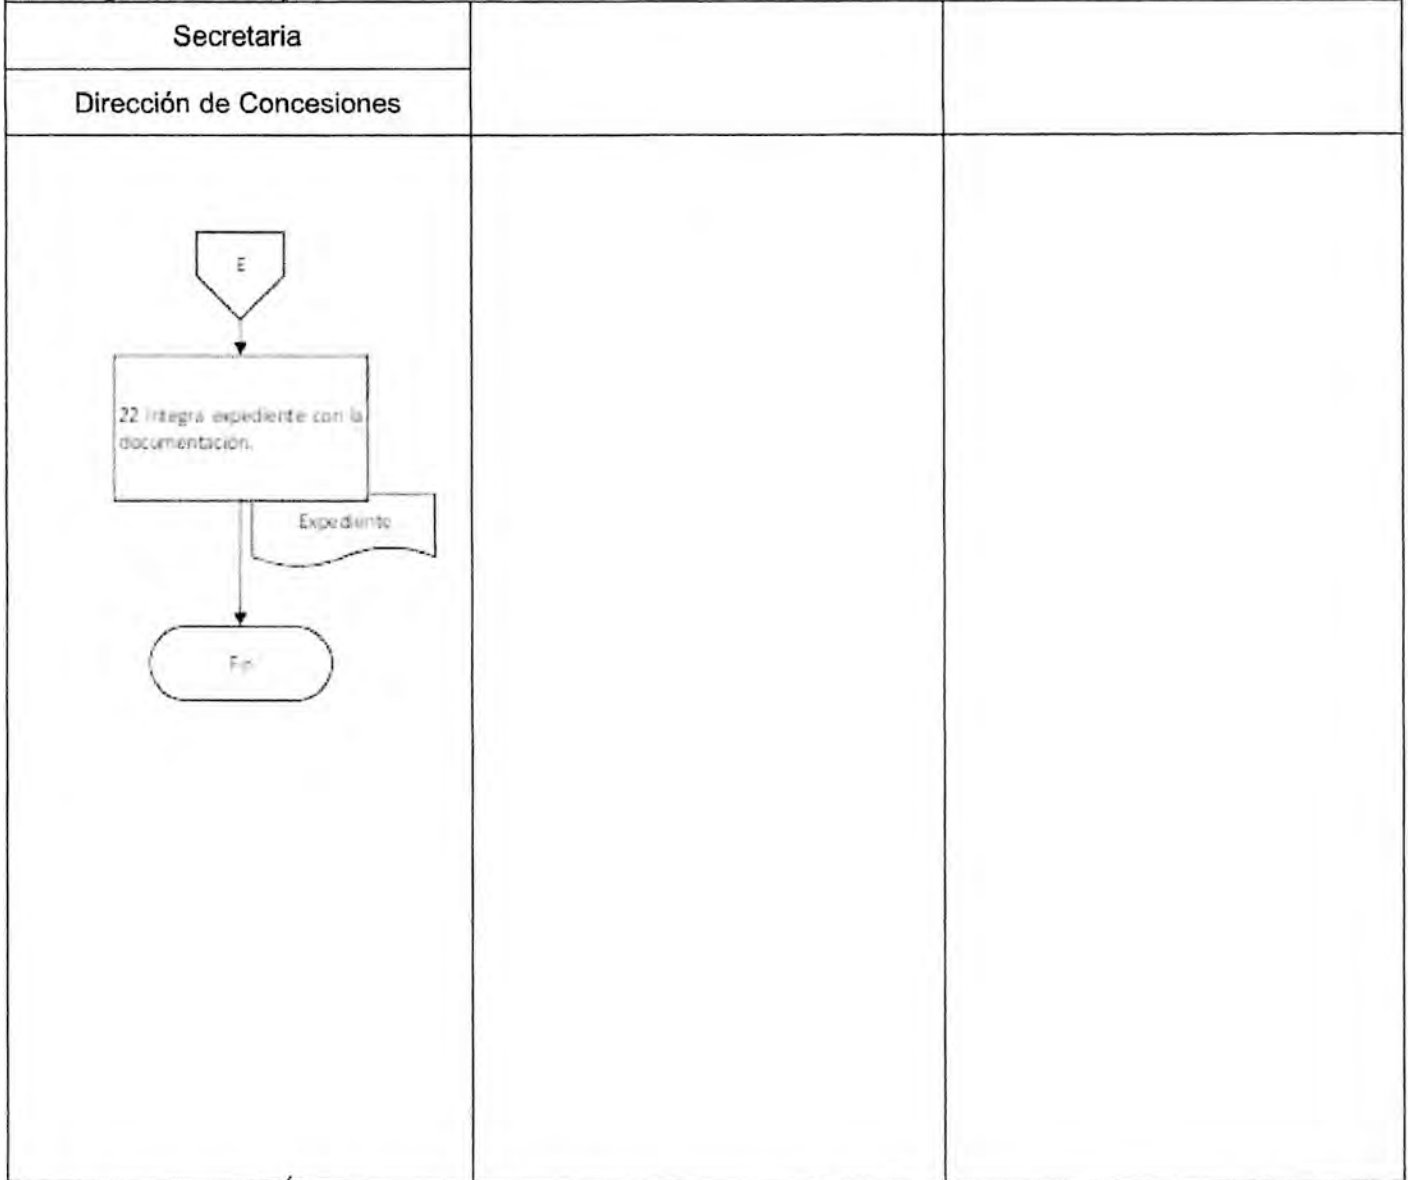 Secretaria
Dirección de Concesiones
E
22 Integra expediente con la
documentación.
Expediente
Fin